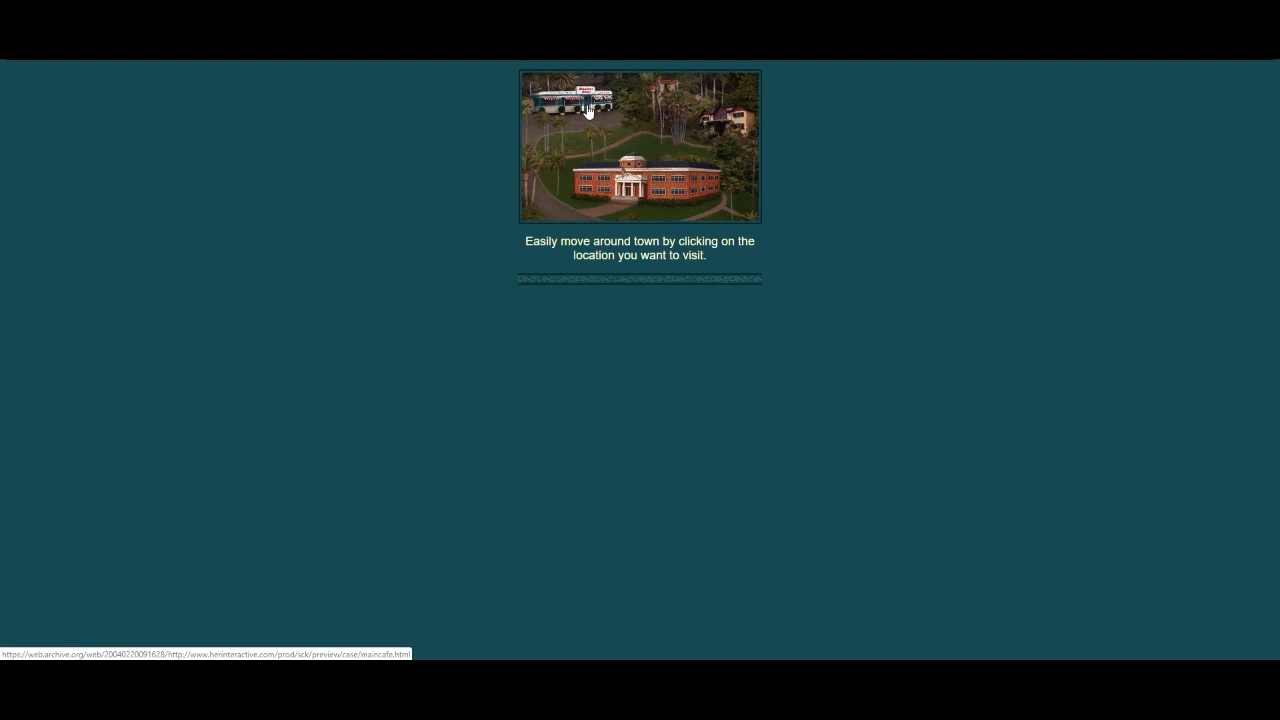 Easily move around town by clicking on the
location you want to visit.
https://web.archive.org/web/20040220091628/http://www.herinteractive.com/prod/sck/preview/case/maincafe.html